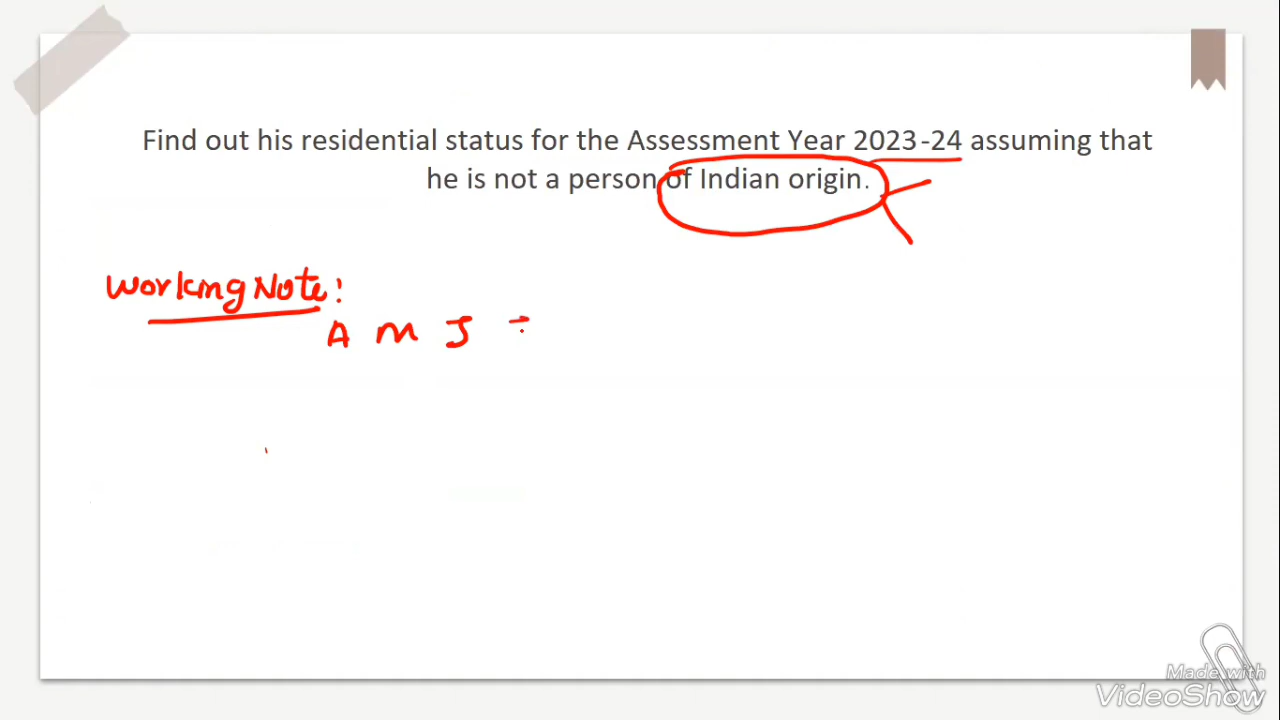 Find out his residential status for the Assessment Year 2023-24 assuming that
he is not a person of Indian origin.
Working Note:
A M J
Made with
VideoShow